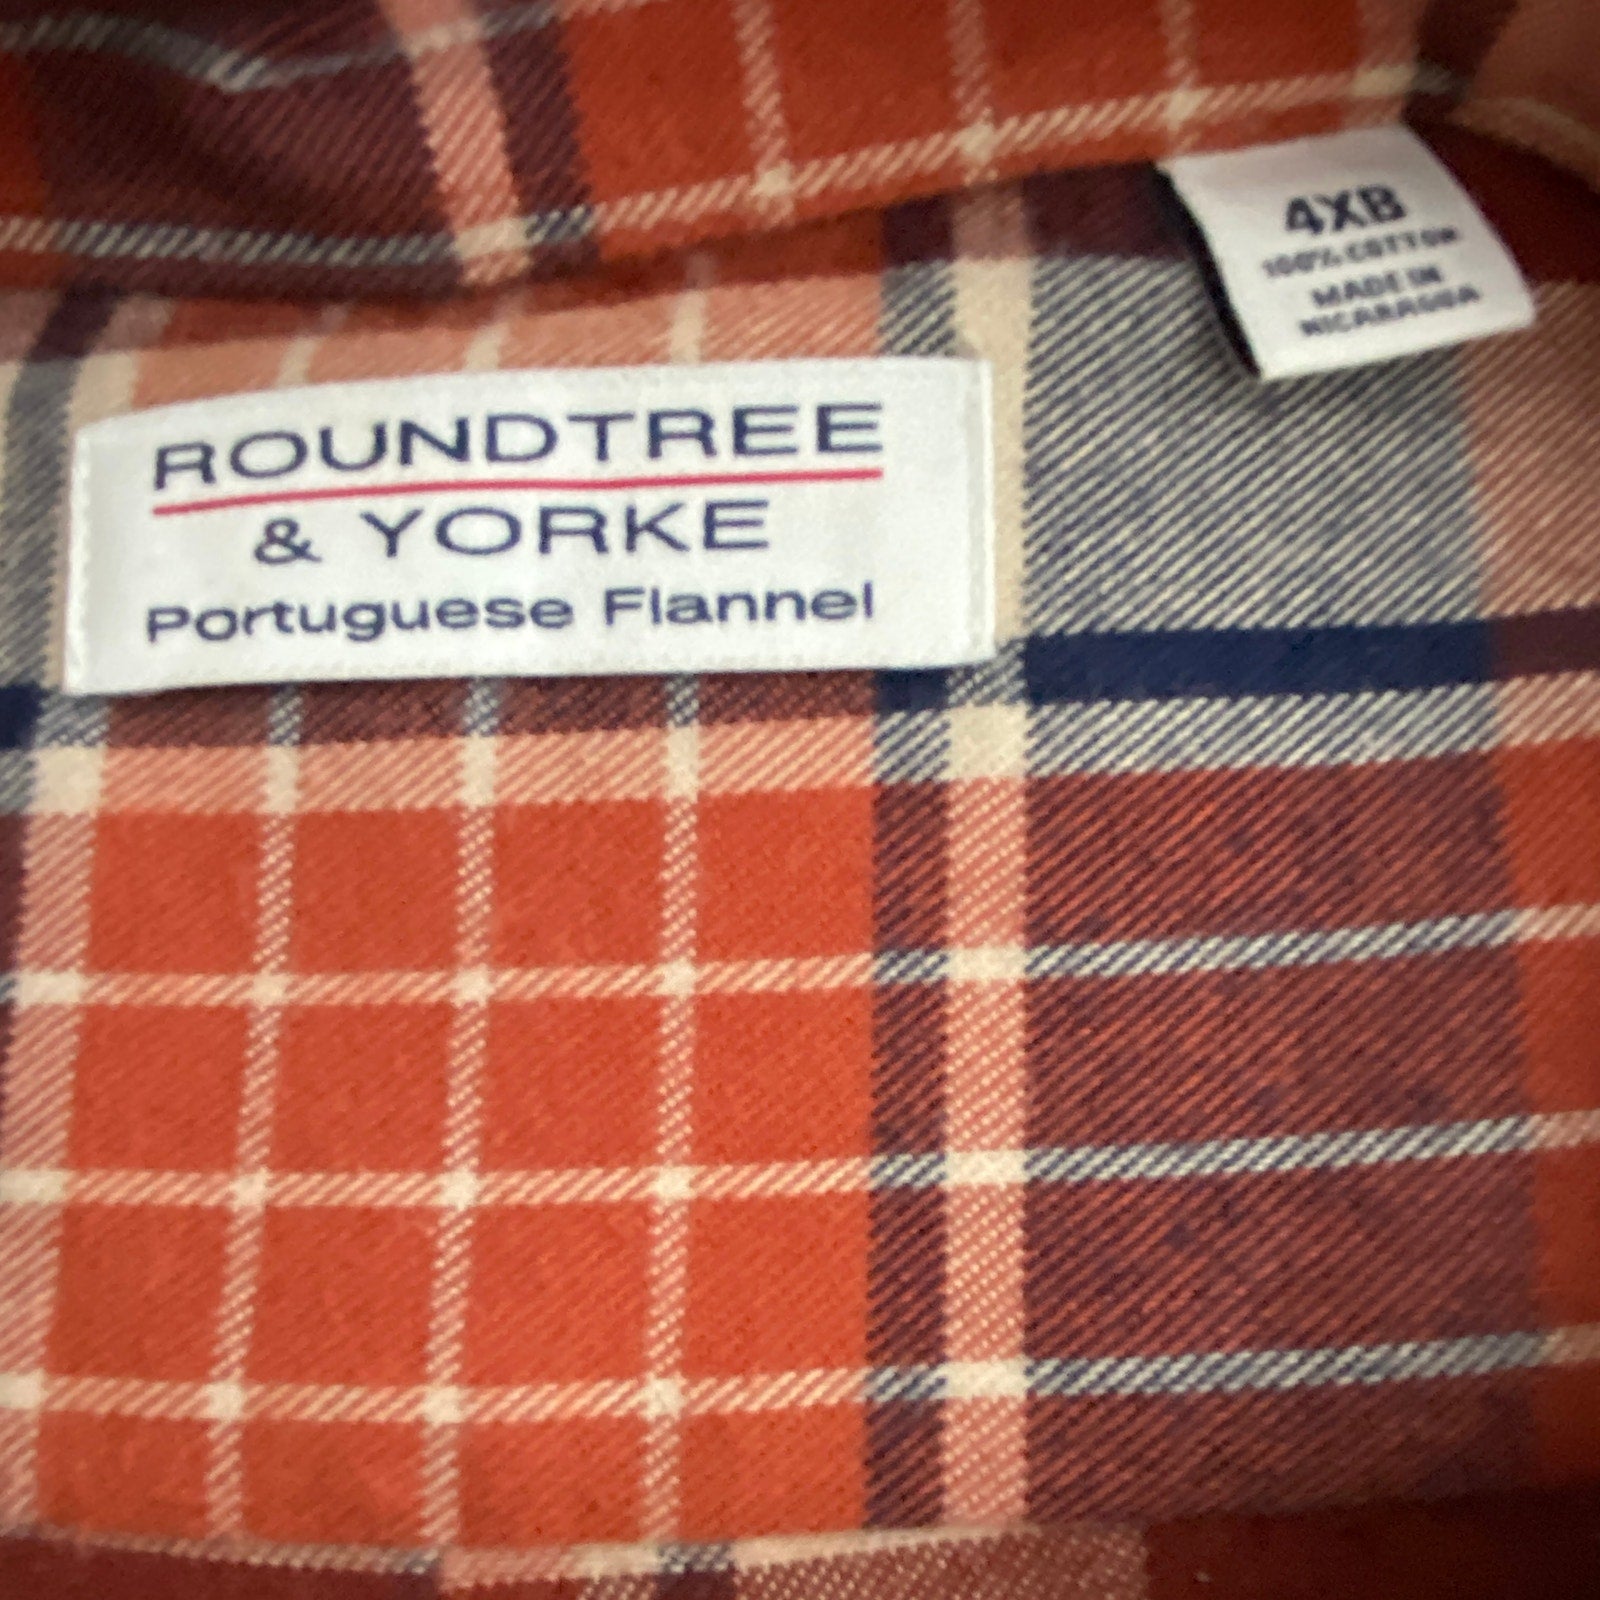 ROUNDTREE
& YORKE
Portuguese Flannel
4XB
100% COTTON
MADE IN
NICARAGUA